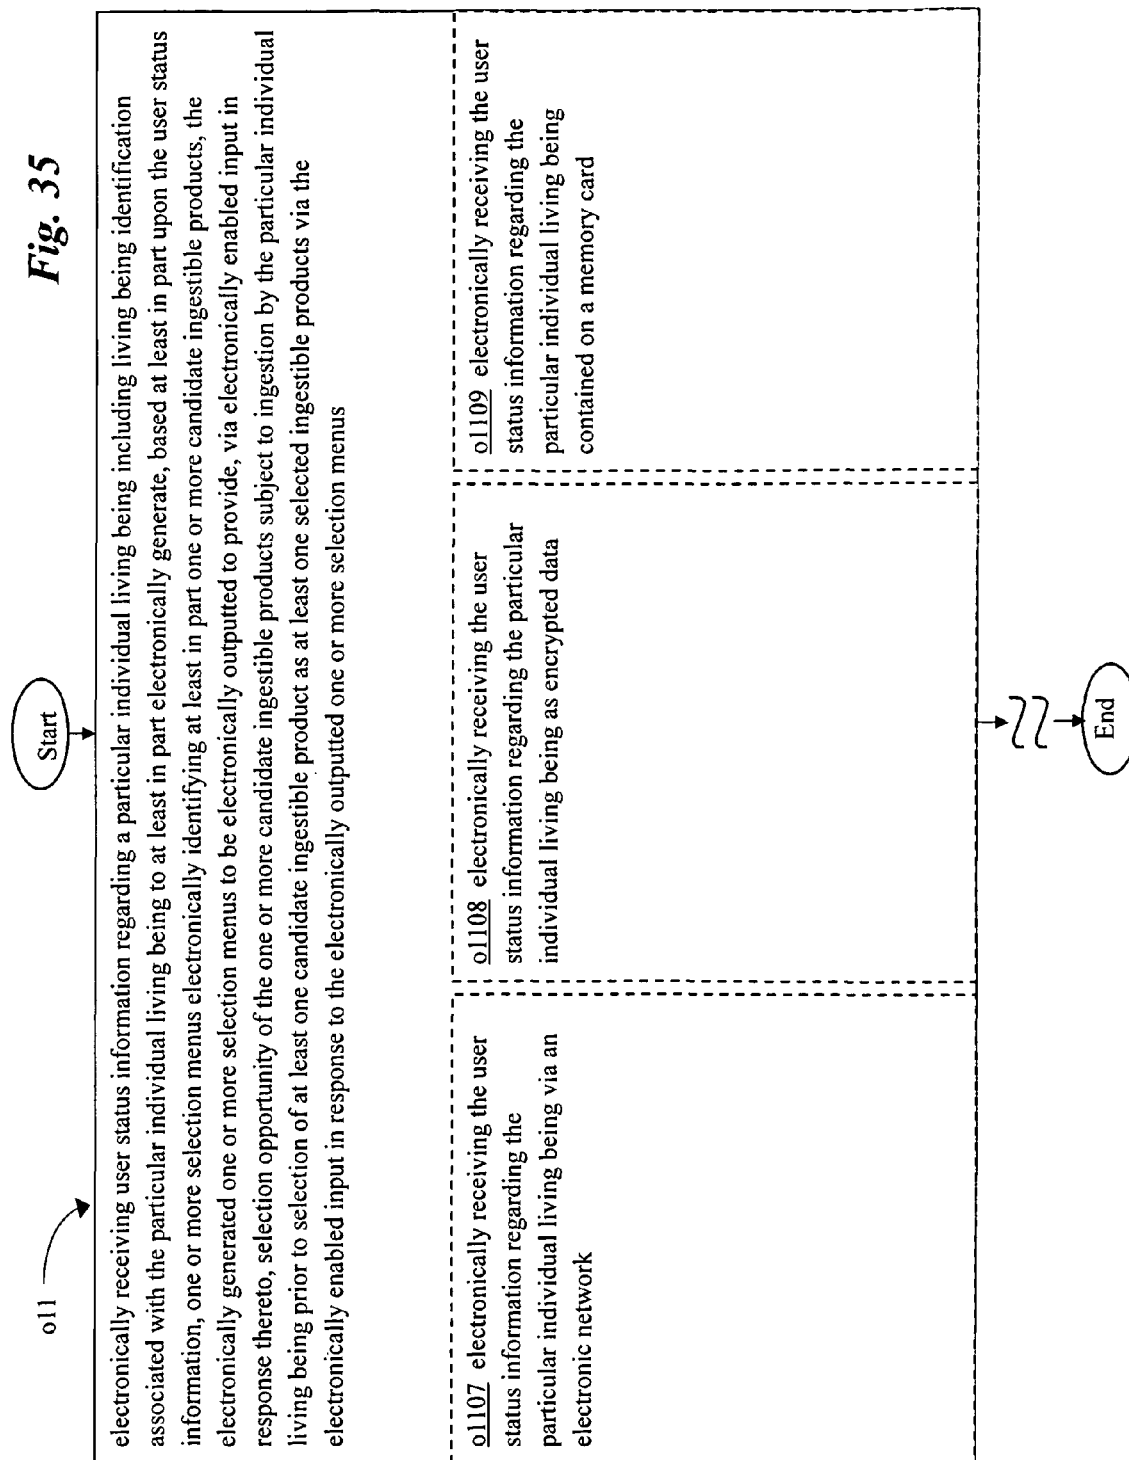 Fig. 35
Start
o11
electronically receiving user status information regarding a particular individual living being including living being identification
associated with the particular individual living being to at least in part electronically generate, based at least in part upon the user status
information, one or more selection menus electronically identifying at least in part one or more candidate ingestible products, the
electronically generated one or more selection menus to be electronically outputted to provide, via electronically enabled input in
response thereto, selection opportunity of the one or more candidate ingestible products subject to ingestion by the particular individual
living being prior to selection of at least one candidate ingestible product as at least one selected ingestible products via the
electronically enabled input in response to the electronically outputted one or more selection menus
o1107 electronically receiving the user
status information regarding the
particular individual living being via an
electronic network
o1108 electronically receiving the user
status information regarding the particular
individual living being as encrypted data
o1109 electronically receiving the user
status information regarding the
particular individual living being
contained on a memory card
End